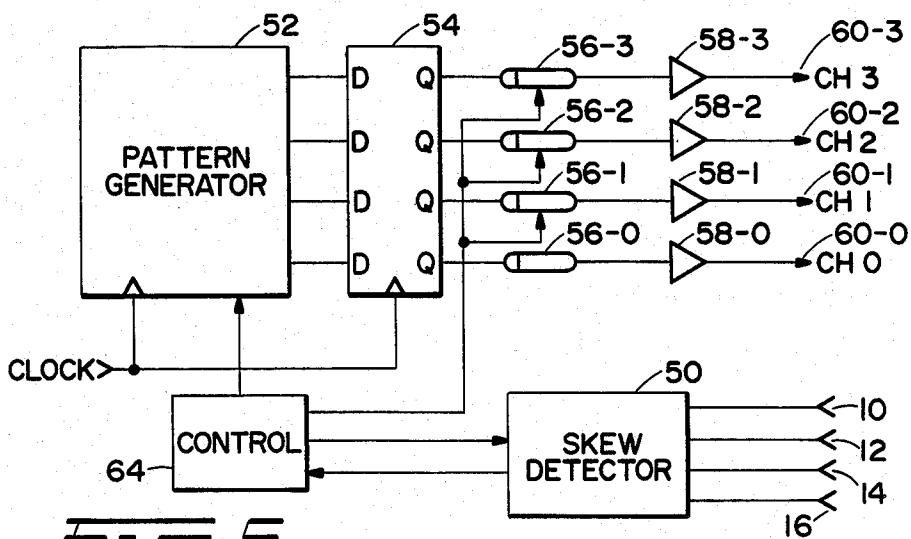 52
54
56-3
58-3
60-3
D Q CH 3
56-2
58-2
60-2
D Q CH 2
PATTERN
GENERATOR
56-1
58-1
60-1
D Q CH 1
56-0
58-0
60-0
D Q CH 0
CLOCK
50
CONTROL
64
SKEW
DETECTOR
10
12
14
16